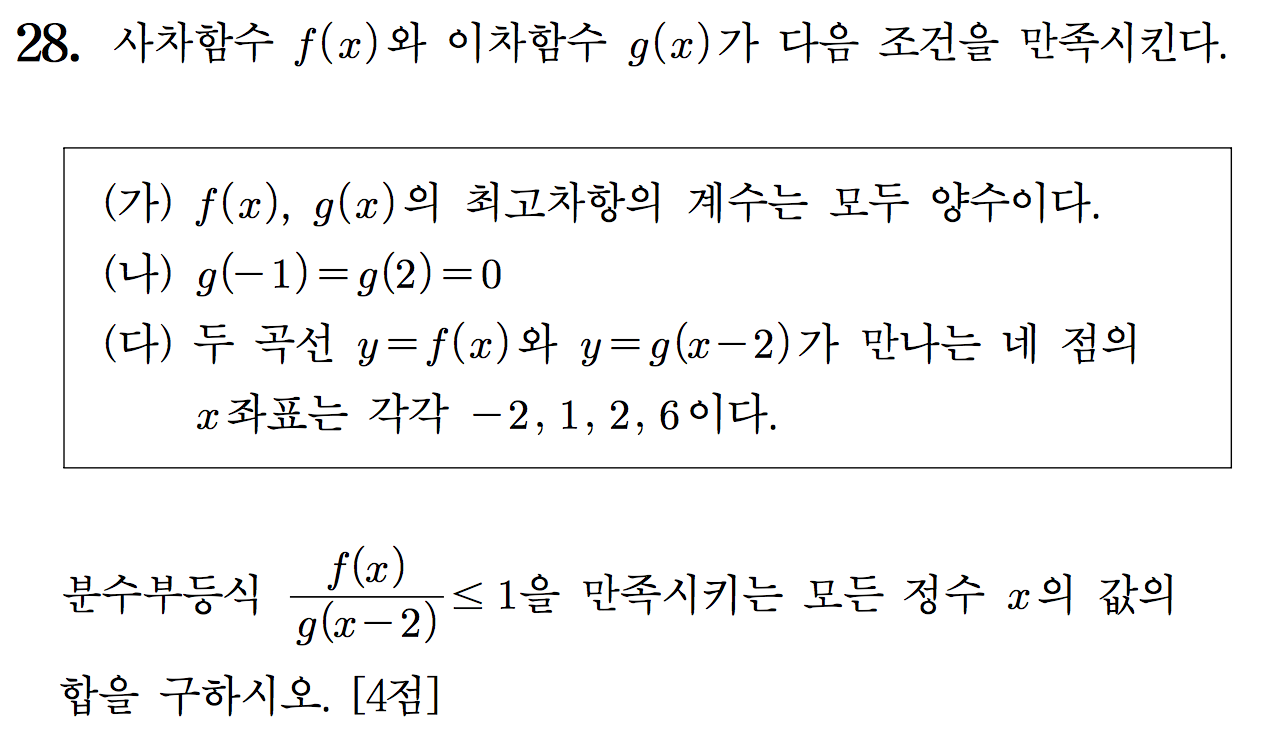 28. 사차함수 f(x)와 이차함수 g(x)가 다음 조건을 만족시킨다.
(가) f(x), g(x)의 최고차항의 계수는 모두 양수이다.
(나) g(-1)=g(2)=0
(다) 두 곡선 y=f(x)와 y=g(x-2)가 만나는 네 점의
x좌표는 각각 -2, 1, 2, 6이다.
분수부등식 f(x)/g(x-2) ≤ 1을 만족시키는 모든 정수 x의 값의
합을 구하시오. [4점]